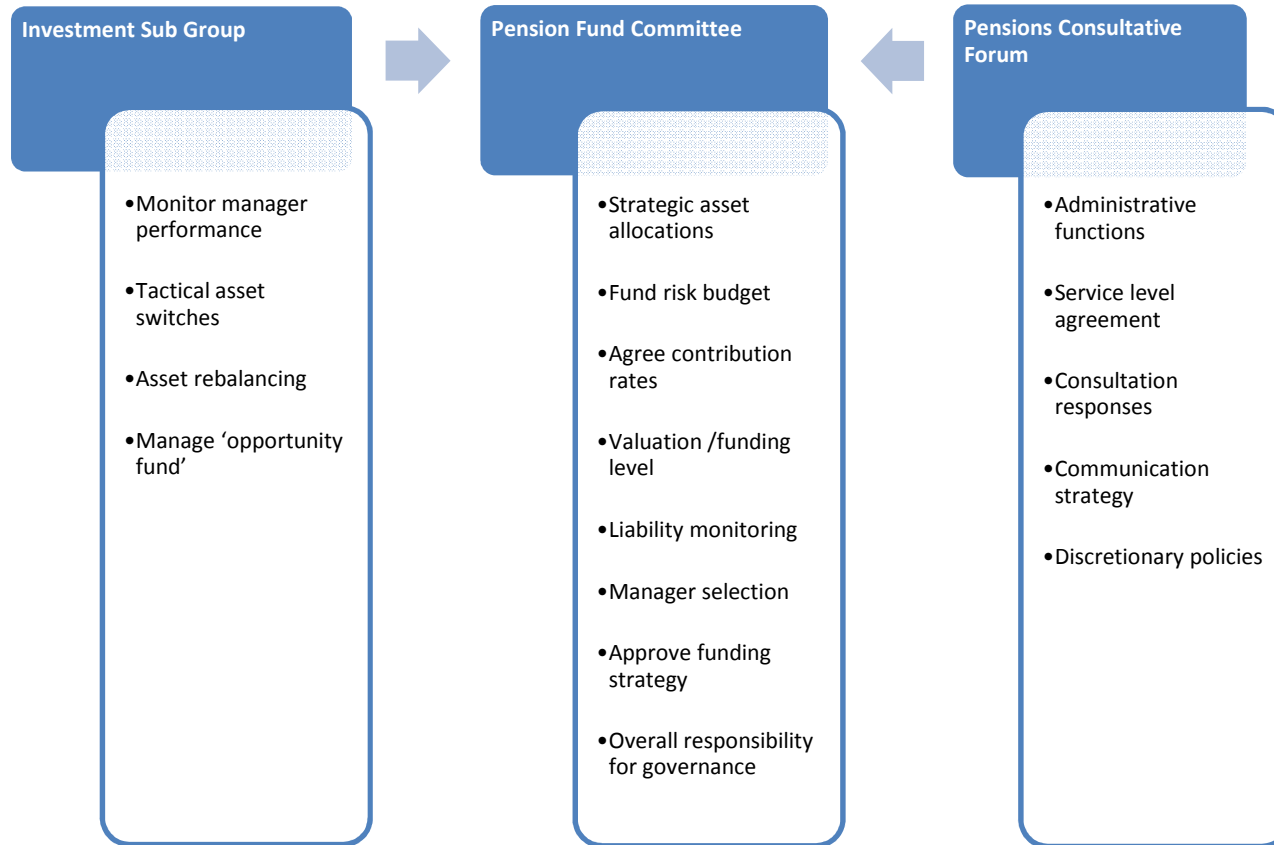 Investment Sub Group
•Monitor manager
performance
•Tactical asset
switches
•Asset rebalancing
•Manage ‘opportunity
fund’
Pension Fund Committee
•Strategic asset
allocations
•Fund risk budget
•Agree contribution
rates
•Valuation /funding
level
•Liability monitoring
•Manager selection
•Approve funding
strategy
•Overall responsibility
for governance
Pensions Consultative
Forum
•Administrative
functions
•Service level
agreement
•Consultation
responses
•Communication
strategy
•Discretionary policies